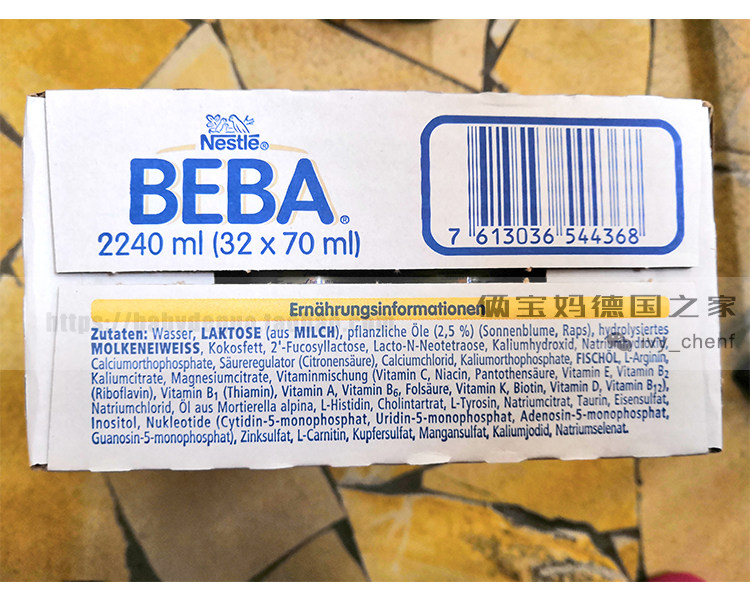 Nestlé®
BEBA®
2240 ml (32 x 70 ml)
7 613036 544368
Ernährungsinformationen
俩宝妈德国之家
Zutaten: Wasser, LAKTOSE (aus MILCH), pflanzliche Öle (2,5 %) (Sonnenblume, Raps), hydrolysiertes
MOLKENEIWEISS, Kokosfett, 2'-Fucosyllactose, Lacto-N-Neotetraose, Kaliumhydroxid,
Calciumorthophosphate, Säureregulator (Citronensäure), Calciumchlorid, Kaliumorthophosphate, FISCHÖL, L-Arginin,
Kaliumcitrate, Magnesiumcitrate, Vitaminmischung (Vitamin C, Niacin, Pantothensäure, Vitamin E, Vitamin B2
(Riboflavin), Vitamin B1 (Thiamin), Vitamin A, Vitamin B6, Folsäure, Vitamin K, Biotin, Vitamin D, Vitamin B12),
Natriumchlorid, Öl aus Mortierella alpina, L-Histidin, Cholintartrat, L-Tyrosin, Natriumcitrat, Taurin, Eisensulfat,
Inositol, Nukleotide (Cytidin-5-monophosphat, Uridin-5-monophosphat, Adenosin-5-monophosphat,
Guanosin-5-monophosphat), Zinksulfat, L-Carnitin, Kupfersulfat, Mangansulfat, Kaliumjodid, Natriumselenat.